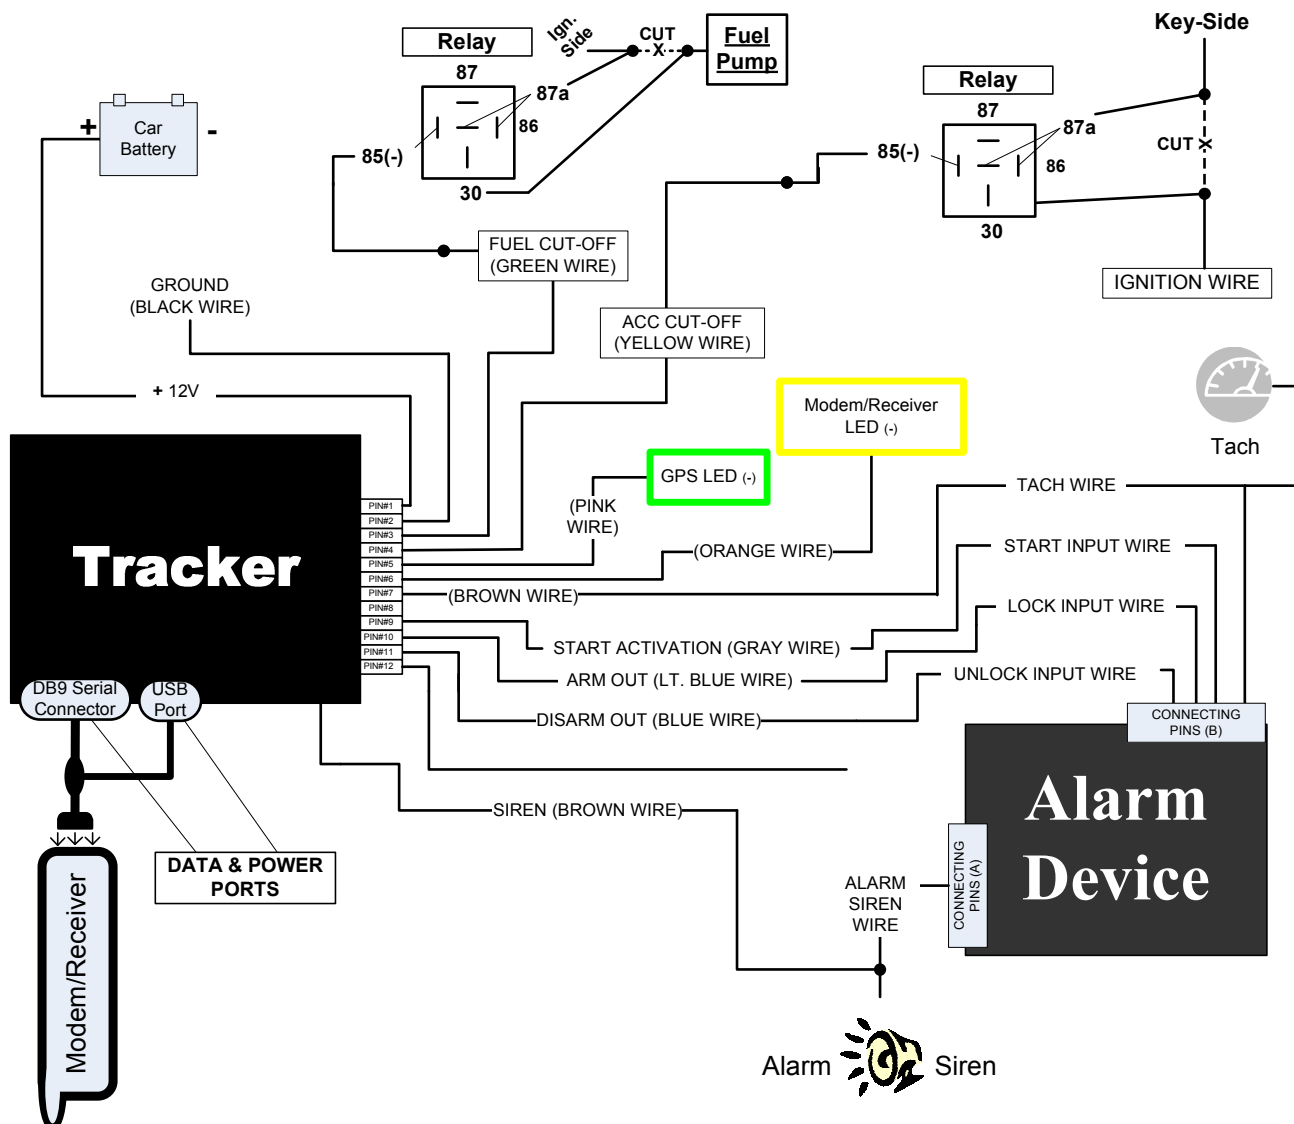 Key-Side
Ign.
Side
CUT
Fuel
Pump
Relay
87
87a
86
85(-)
30
Relay
87
87a
CUT
X
X
86
85(-)
30
+
Car
Battery
-
FUEL CUT-OFF
(GREEN WIRE)
IGNITION WIRE
GROUND
(BLACK WIRE)
ACC CUT-OFF
(YELLOW WIRE)
+ 12V
Modem/Receiver
LED (-)
Tach
GPS LED (-)
(PINK
WIRE)
TACH WIRE
PIN#1
PIN#2
PIN#3
PIN#4
PIN#5
PIN#6
PIN#7
PIN#8
PIN#9
PIN#10
PIN#11
PIN#12
Tracker
(ORANGE WIRE)
START INPUT WIRE
(BROWN WIRE)
LOCK INPUT WIRE
START ACTIVATION (GRAY WIRE)
UNLOCK INPUT WIRE
ARM OUT (LT. BLUE WIRE)
DISARM OUT (BLUE WIRE)
DB9 Serial
Connector
USB
Port
CONNECTING
PINS (B)
SIREN (BROWN WIRE)
Alarm
Device
CONNECTING
PINS (A)
DATA & POWER
PORTS
ALARM
SIREN
WIRE
Modem/Receiver
Alarm
Siren